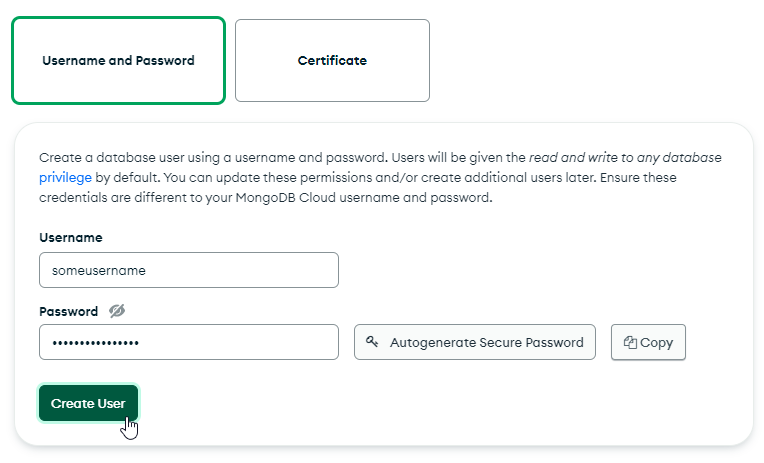 Username and Password
Certificate
Create a database user using a username and password. Users will be given the read and write to any database
privilege by default. You can update these permissions and/or create additional users later. Ensure these
credentials are different to your MongoDB Cloud username and password.
Username
someusername
Password
••••••••••••••••
Autogenerate Secure Password
Copy
Create User